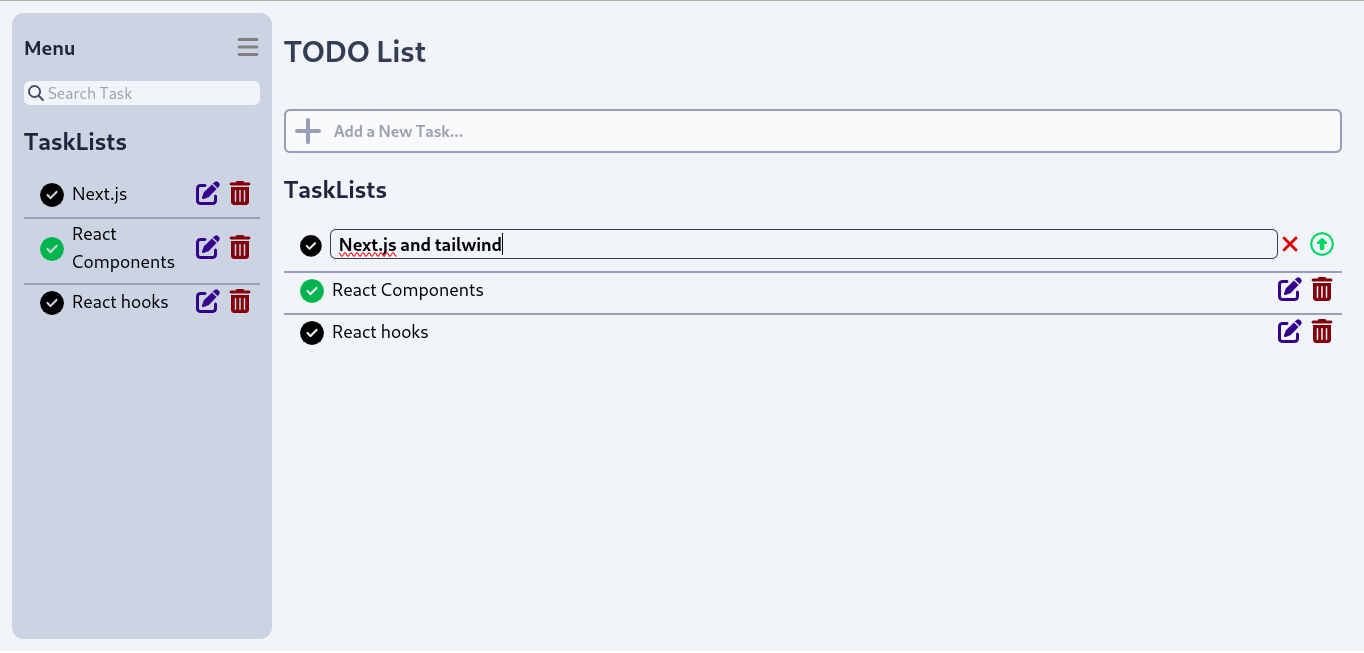 Menu
Search Task
TaskLists
Next.js
React
Components
React hooks
TODO List
Add a New Task...
TaskLists
Next.js and tailwind
React Components
React hooks